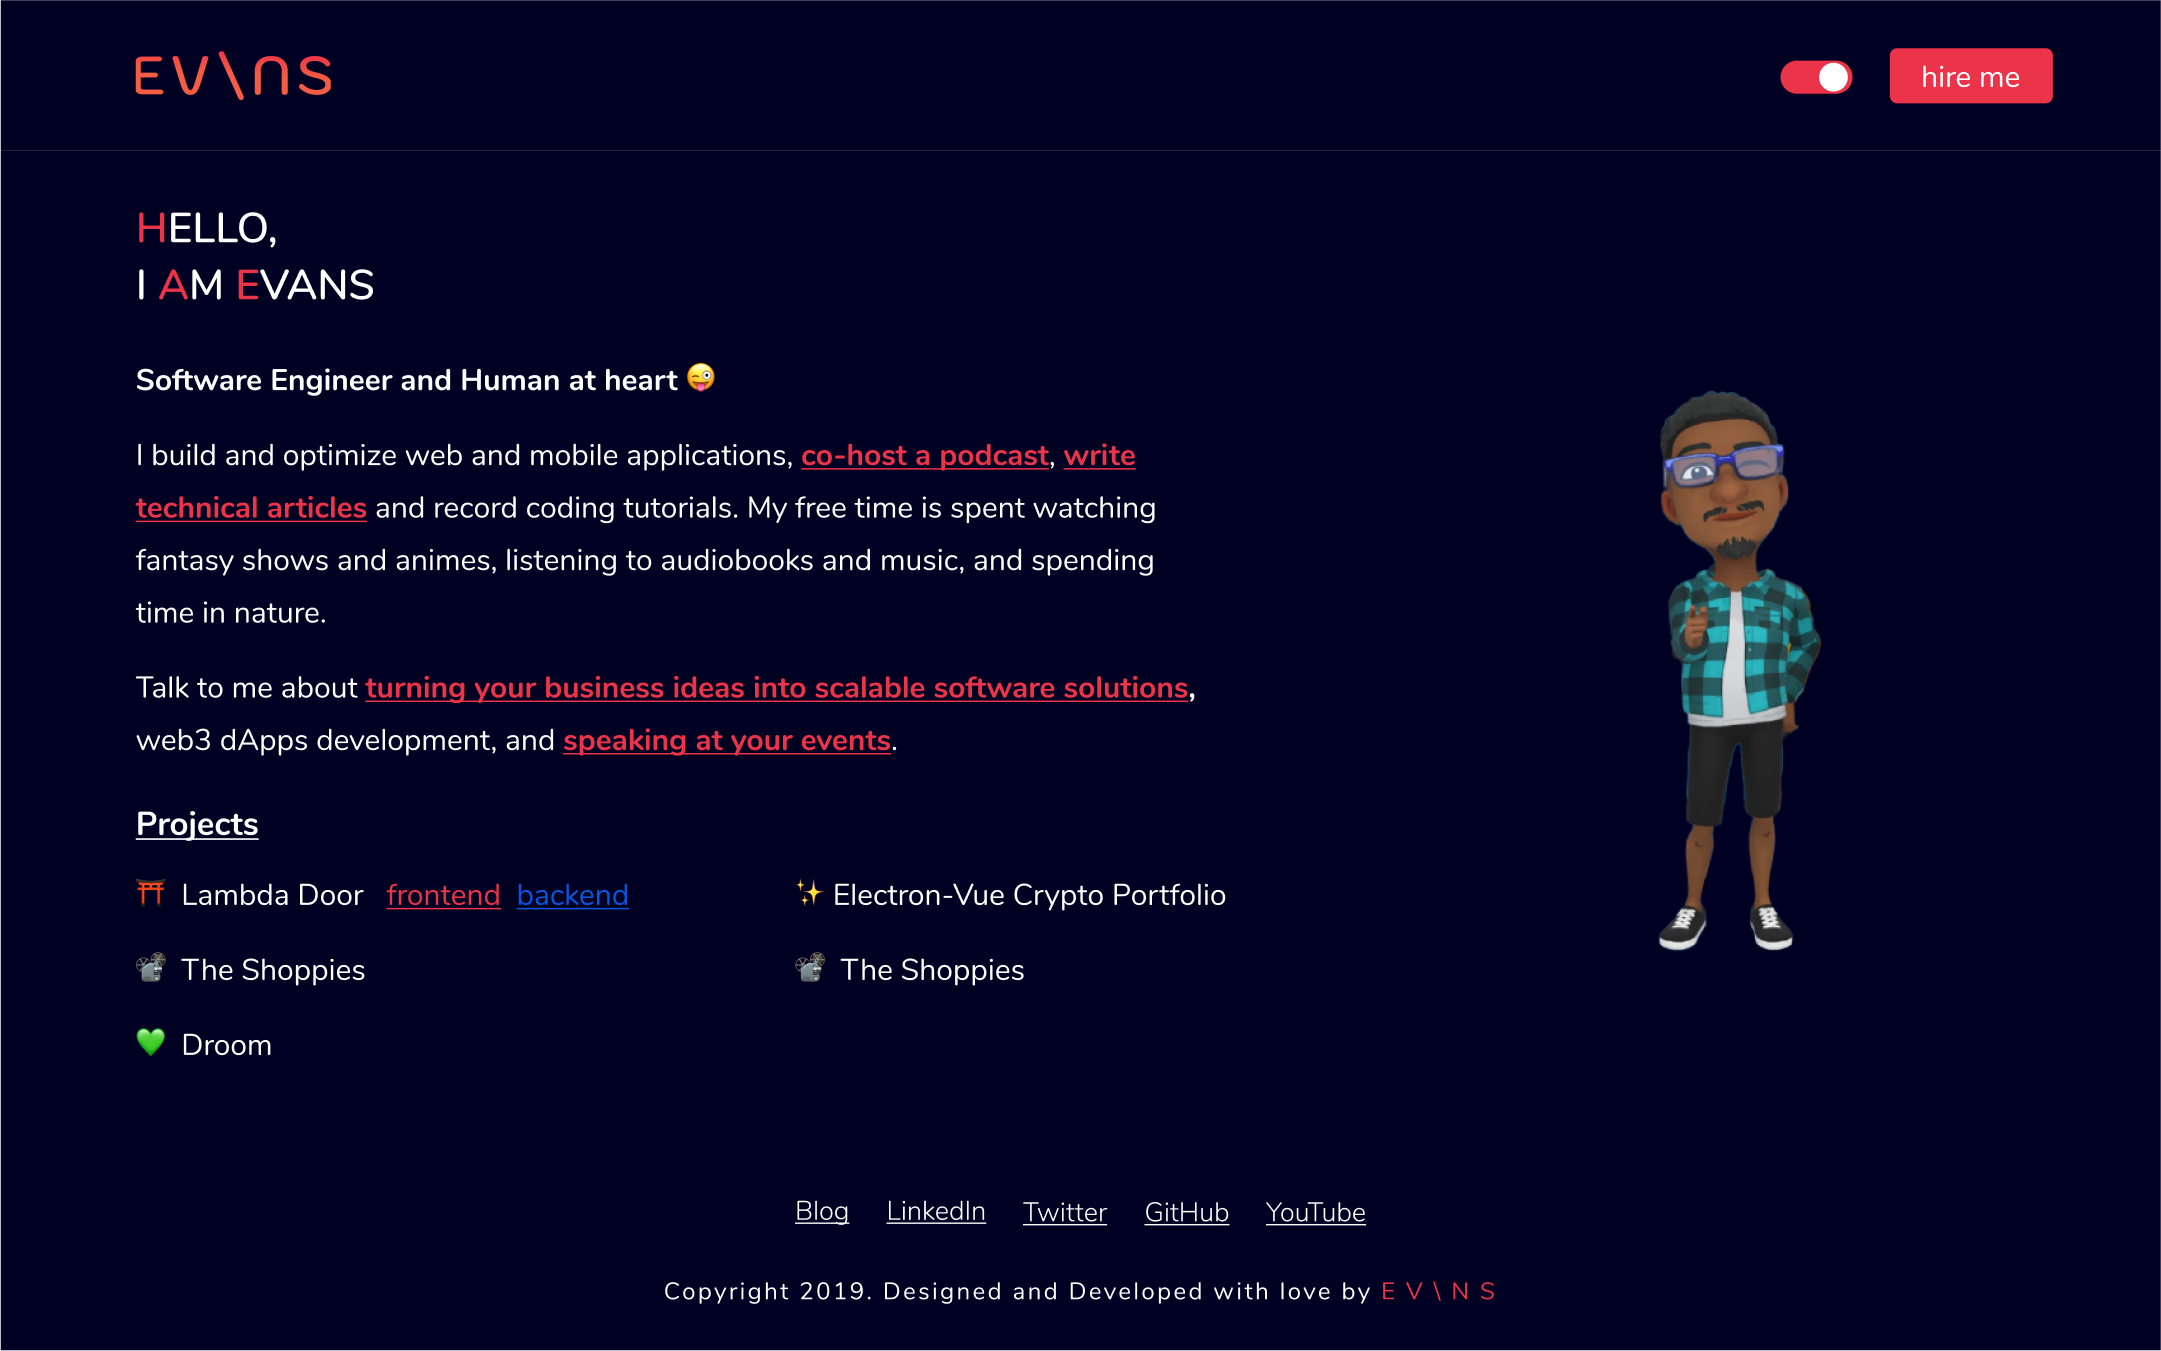 EV\NS
hire me
HELLO,
I AM EVANS
Software Engineer and Human at heart 😜
I build and optimize web and mobile applications, co-host a podcast, write
technical articles and record coding tutorials. My free time is spent watching
fantasy shows and animes, listening to audiobooks and music, and spending
time in nature.
Talk to me about turning your business ideas into scalable software solutions,
web3 dApps development, and speaking at your events.
Projects
⛩ Lambda Door frontend backend
✨ Electron-Vue Crypto Portfolio
📽 The Shoppies
📽 The Shoppies
💚 Droom
Blog LinkedIn Twitter GitHub YouTube
Copyright 2019. Designed and Developed with love by E V \ N S